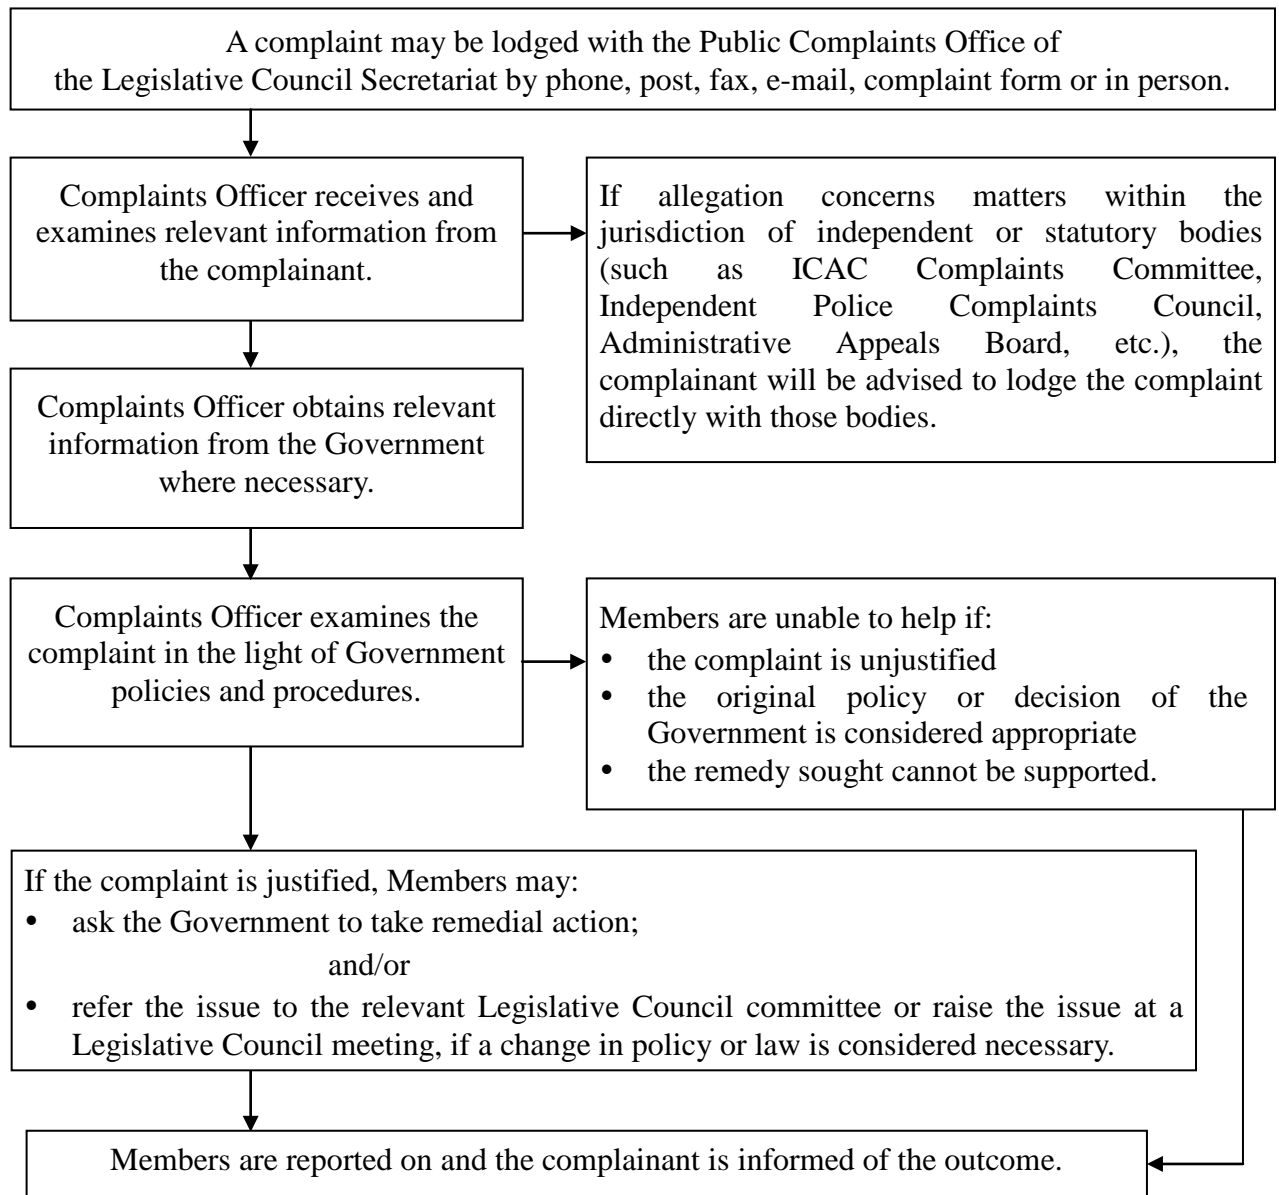 A complaint may be lodged with the Public Complaints Office of
the Legislative Council Secretariat by phone, post, fax, e-mail, complaint form or in person.
Complaints Officer receives and
examines relevant information from
the complainant.
If allegation concerns matters within the
jurisdiction of independent or statutory bodies
(such as ICAC Complaints Committee,
Independent Police Complaints Council,
Administrative Appeals Board, etc.), the
complainant will be advised to lodge the complaint
directly with those bodies.
Complaints Officer obtains relevant
information from the Government
where necessary.
Complaints Officer examines the
complaint in the light of Government
policies and procedures.
Members are unable to help if:
• the complaint is unjustified
• the original policy or decision of the
Government is considered appropriate
• the remedy sought cannot be supported.
If the complaint is justified, Members may:
• ask the Government to take remedial action;
and/or
• refer the issue to the relevant Legislative Council committee or raise the issue at a
Legislative Council meeting, if a change in policy or law is considered necessary.
Members are reported on and the complainant is informed of the outcome.